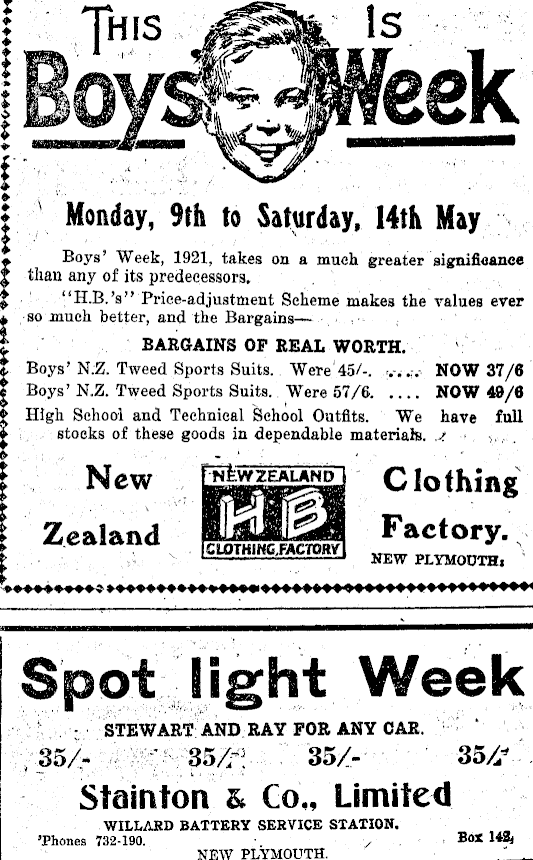 THIS IS
Boys' Week
Monday, 9th to Saturday, 14th May
Boys' Week, 1921, takes on a much greater significance
than any of its predecessors.
"H.B.'s" Price-adjustment Scheme makes the values ever
so much better, and the Bargains—
BARGAINS OF REAL WORTH.
Boys' N.Z. Tweed Sports Suits. Were 45/-. .... NOW 37/6
Boys' N.Z. Tweed Sports Suits. Were 57/6. .... NOW 49/6
High School and Technical School Outfits. We have full
stocks of these goods in dependable materials.
New Zealand
NEW ZEALAND
HB
CLOTHING FACTORY
Clothing Factory.
NEW PLYMOUTH:
Spot light Week
STEWART AND RAY FOR ANY CAR.
35/- 35/- 35/- 35/-
Stainton & Co., Limited
WILLARD BATTERY SERVICE STATION.
'Phones 732-190. Box 142,
NEW PLYMOUTH.